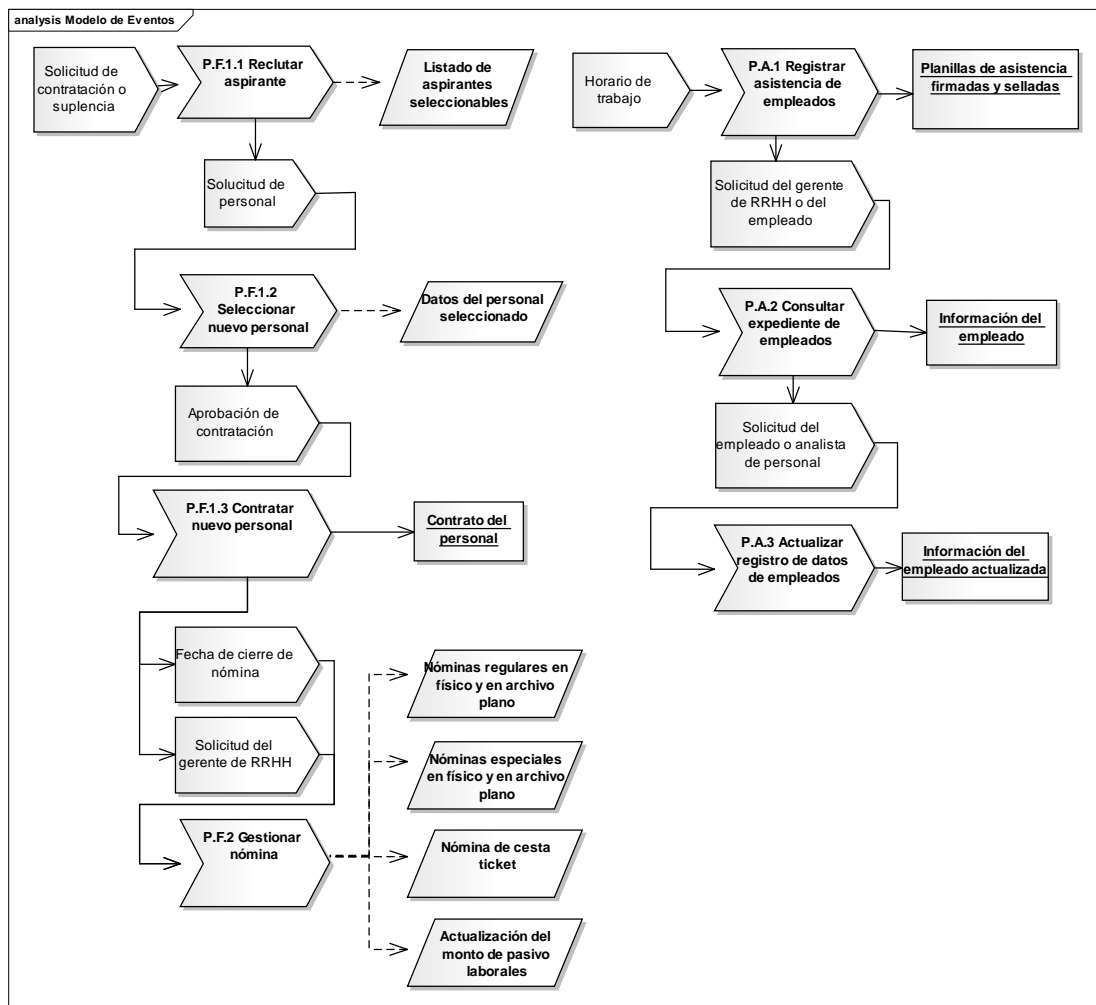 analysis Modelo de Eventos
Solicitud de
contratación o
suplencia
P.F.1.1 Reclutar
aspirante
Listado de
aspirantes
seleccionables
Solucitud de
personal
P.F.1.2
Seleccionar
nuevo personal
Datos del personal
seleccionado
Aprobación de
contratación
P.F.1.3 Contratar
nuevo personal
Contrato del
personal
Fecha de cierre de
nómina
Solicitud del
gerente de RRHH
P.F.2 Gestionar
nómina
Nóminas regulares en
físico y en archivo
plano
Nóminas especiales
en físico y en archivo
plano
Nómina de cesta
ticket
Actualización del
monto de pasivo
laborales
Horario de
trabajo
P.A.1 Registrar
asistencia de
empleados
Planillas de asistencia
firmadas y selladas
Solicitud del gerente
de RRHH o del
empleado
P.A.2 Consultar
expediente de
empleados
Información del
empleado
Solicitud del
empleado o analista
de personal
P.A.3 Actualizar
registro de datos
de empleados
Información del
empleado actualizada